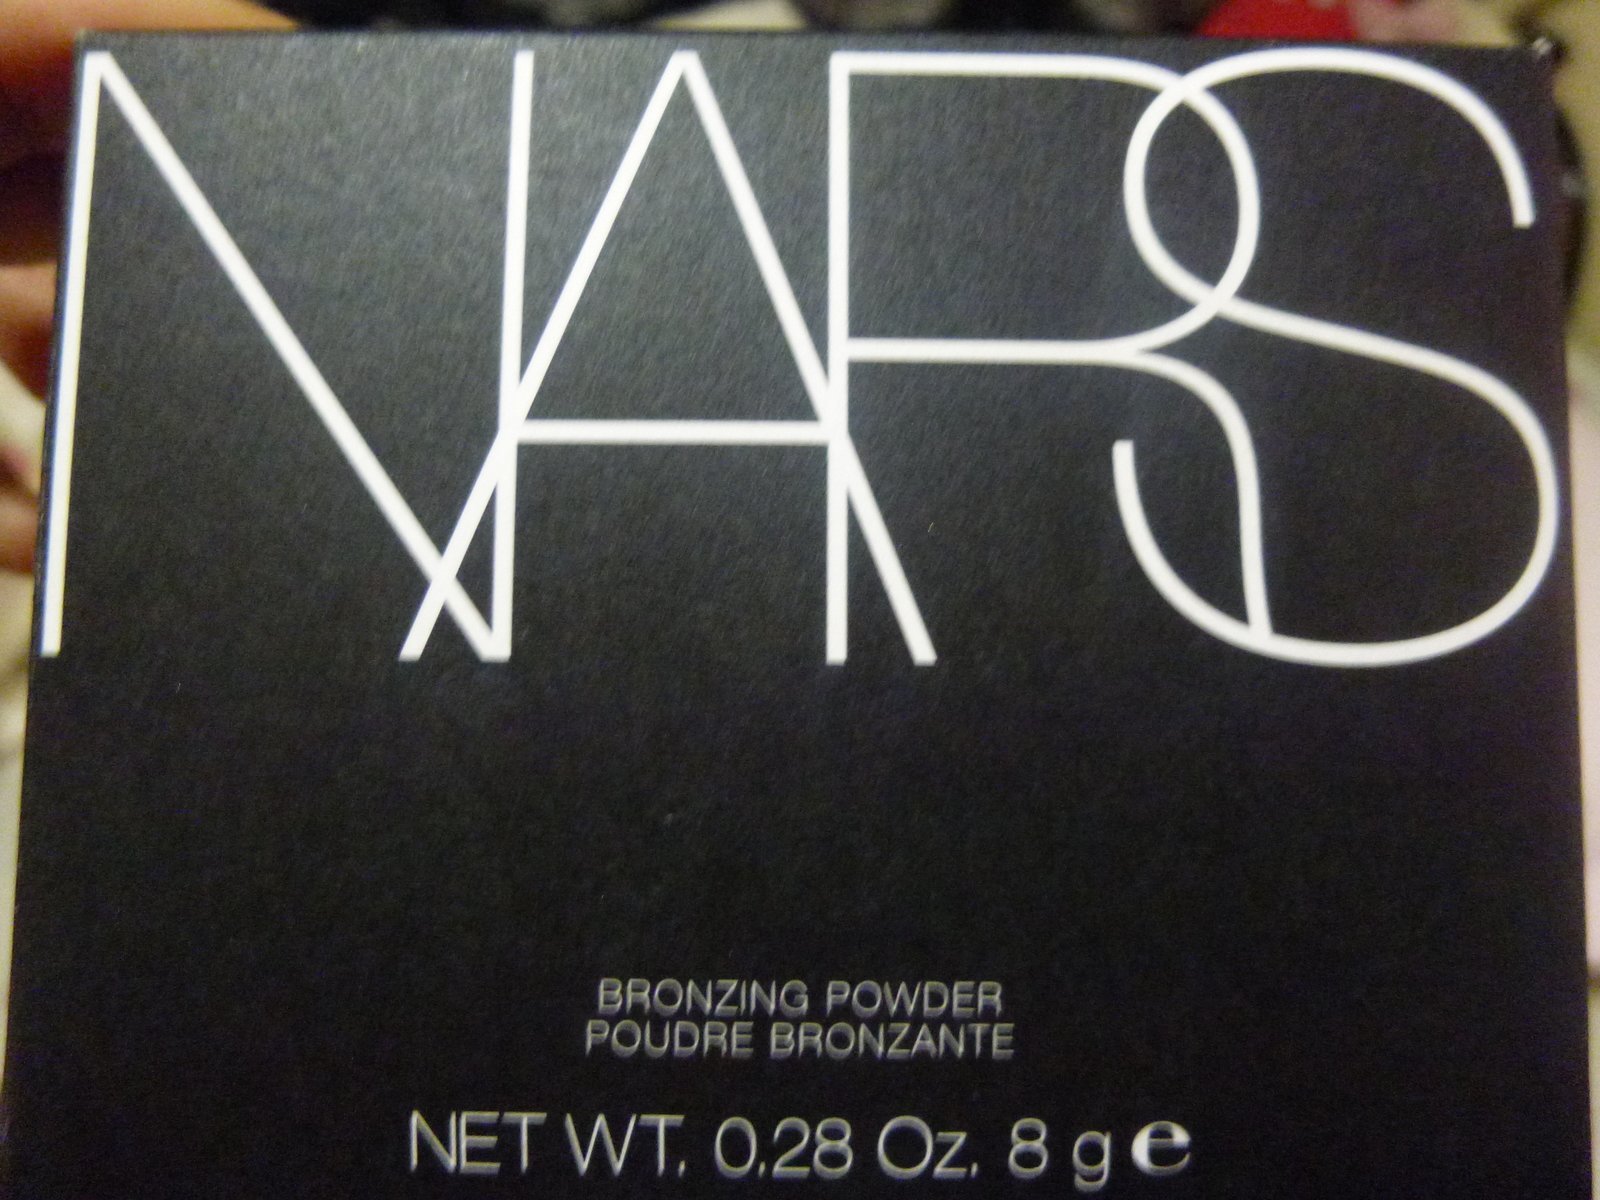 NARS
BRONZING POWDER
POUDRE BRONZANTE
NET WT. 0.28 Oz. 8 g e